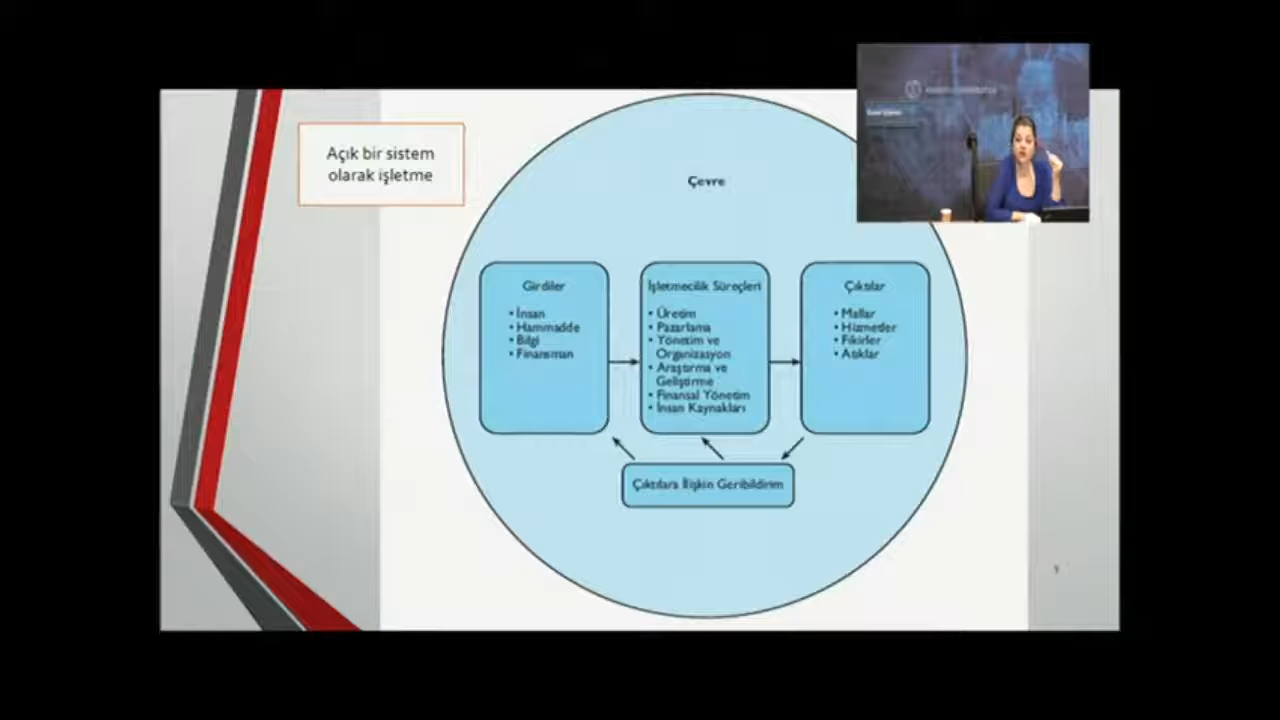 Açık bir sistem
olarak işletme
Çevre
Girdiler
• İnsan
• Hammadde
• Bilgi
• Finansman
İşletmecilik Süreçleri
• Üretim
• Pazarlama
• Yönetim ve
Organizasyon
• Araştırma ve
Geliştirme
• Finansal Yönetim
• İnsan Kaynakları
Çıktılar
• Mallar
• Hizmetler
• Fikirler
• Atıklar
Çıktılara İlişkin Geribildirim